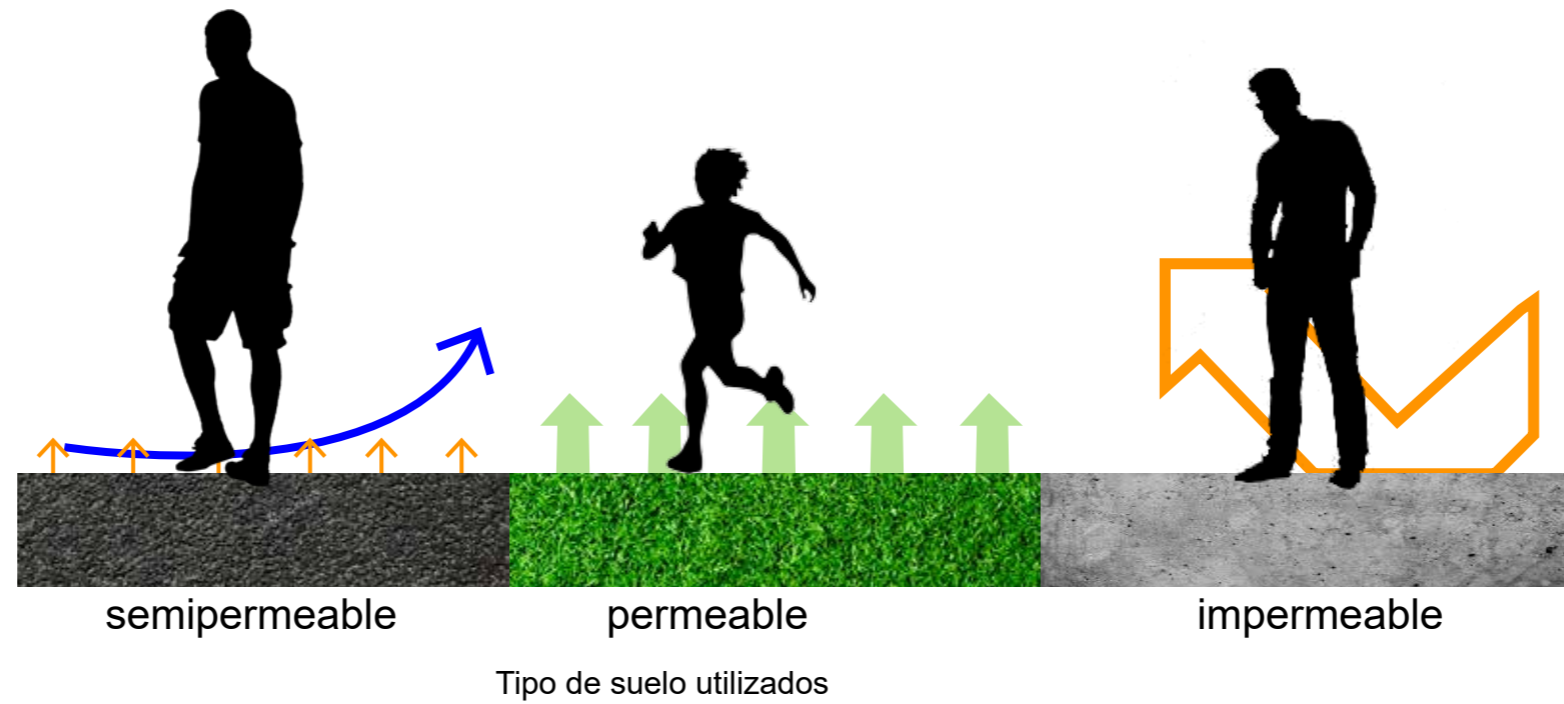 semipermeable
permeable
impermeable
Tipo de suelo utilizados